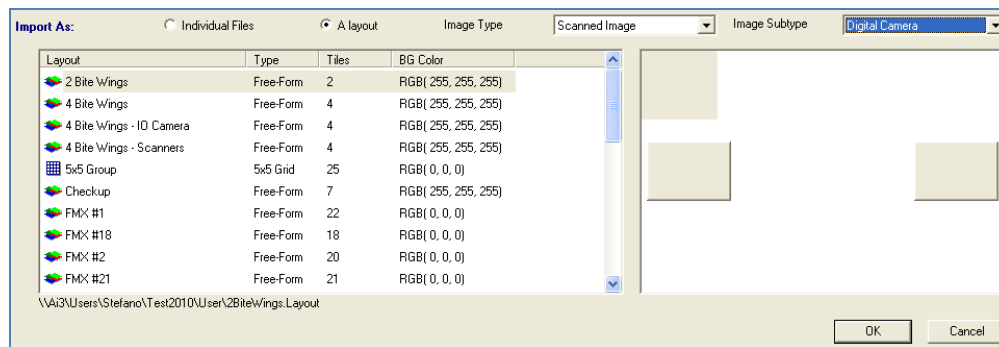 Import As: Individual Files A layout Image Type Scanned Image Image Subtype Digital Camera
Layout Type Tiles BG Color
2 Bite Wings Free-Form 2 RGB( 255, 255, 255)
4 Bite Wings Free-Form 4 RGB( 255, 255, 255)
4 Bite Wings - IO Camera Free-Form 4 RGB( 255, 255, 255)
4 Bite Wings - Scanners Free-Form 4 RGB( 255, 255, 255)
5x5 Group 5x5 Grid 25 RGB( 0, 0, 0)
Checkup Free-Form 7 RGB( 255, 255, 255)
FMX #1 Free-Form 22 RGB( 0, 0, 0)
FMX #18 Free-Form 18 RGB( 0, 0, 0)
FMX #2 Free-Form 20 RGB( 0, 0, 0)
FMX #21 Free-Form 21 RGB( 0, 0, 0)
\\Ai3\Users\Stefano\Test2010\User\2BiteWings.Layout
OK Cancel